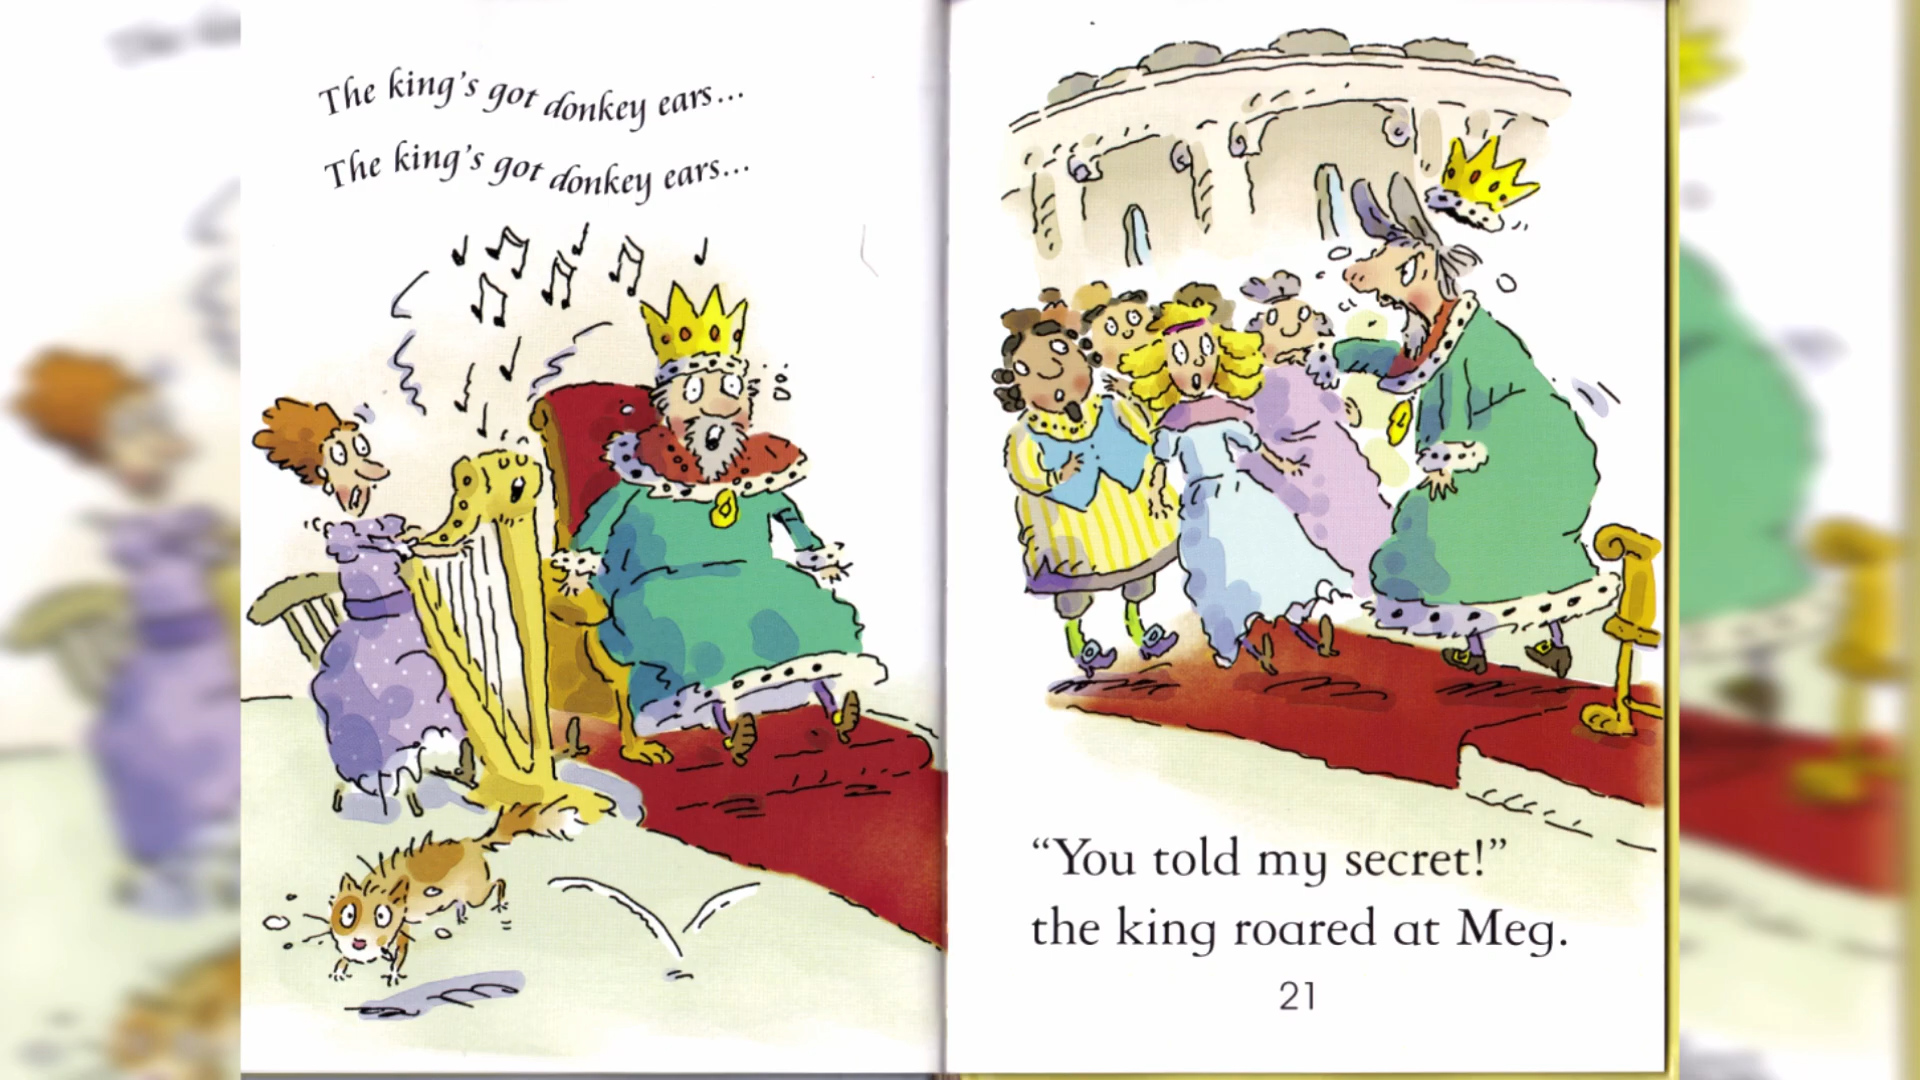 The king's got donkey ears...
The king's got donkey ears...
“You told my secret!”
the king roared at Meg.
21